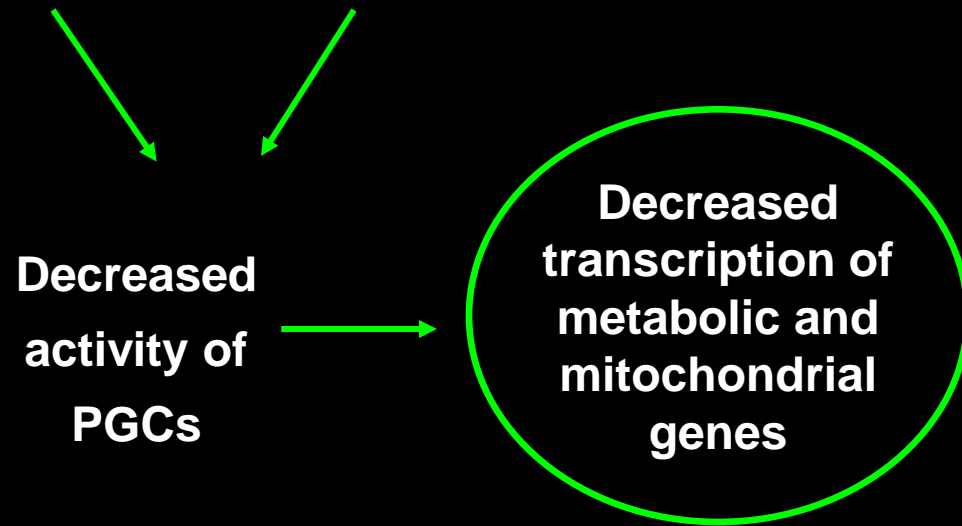 Decreased
activity of
PGCs
Decreased
transcription of
metabolic and
mitochondrial
genes